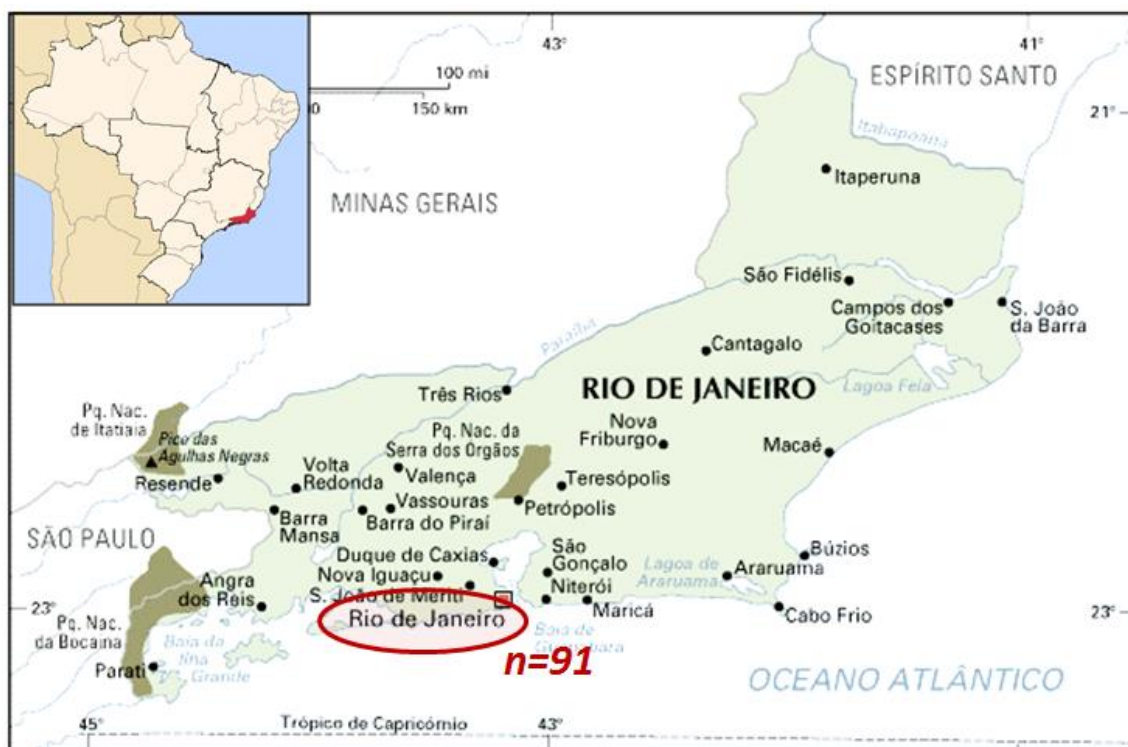 43°
41°
100 mi
150 km
ESPÍRITO SANTO
21°
Itabapoana
Itaperuna
MINAS GERAIS
São Fidélis
Campos dos
Goitacases
S. João
da Barra
Paraíba
Cantagalo
Lagoa Feia
Três Rios
RIO DE JANEIRO
Pq. Nac.
de Itatiaia
Pico das
Agulhas Negras
Pq. Nac. da
Serra dos Órgãos
Nova
Friburgo
Macaé
Resende
Volta
Redonda
Valença
Teresópolis
Vassouras
Petrópolis
Barra
Mansa
Barra do Piraí
SÃO PAULO
Duque de Caxias
São
Gonçalo
Búzios
Nova Iguaçu
Lagoa de
Araruama
Araruama
Angra
dos Reis
S. João de Meriti
Niterói
Maricá
Cabo Frio
23°
23°
Rio de Janeiro
Baía de
Guanabara
Pq. Nac.
da Bocaina
Baía da
Ilha
Grande
Parati
n=91
OCEANO ATLÂNTICO
Trópico de Capricórnio
45°
43°